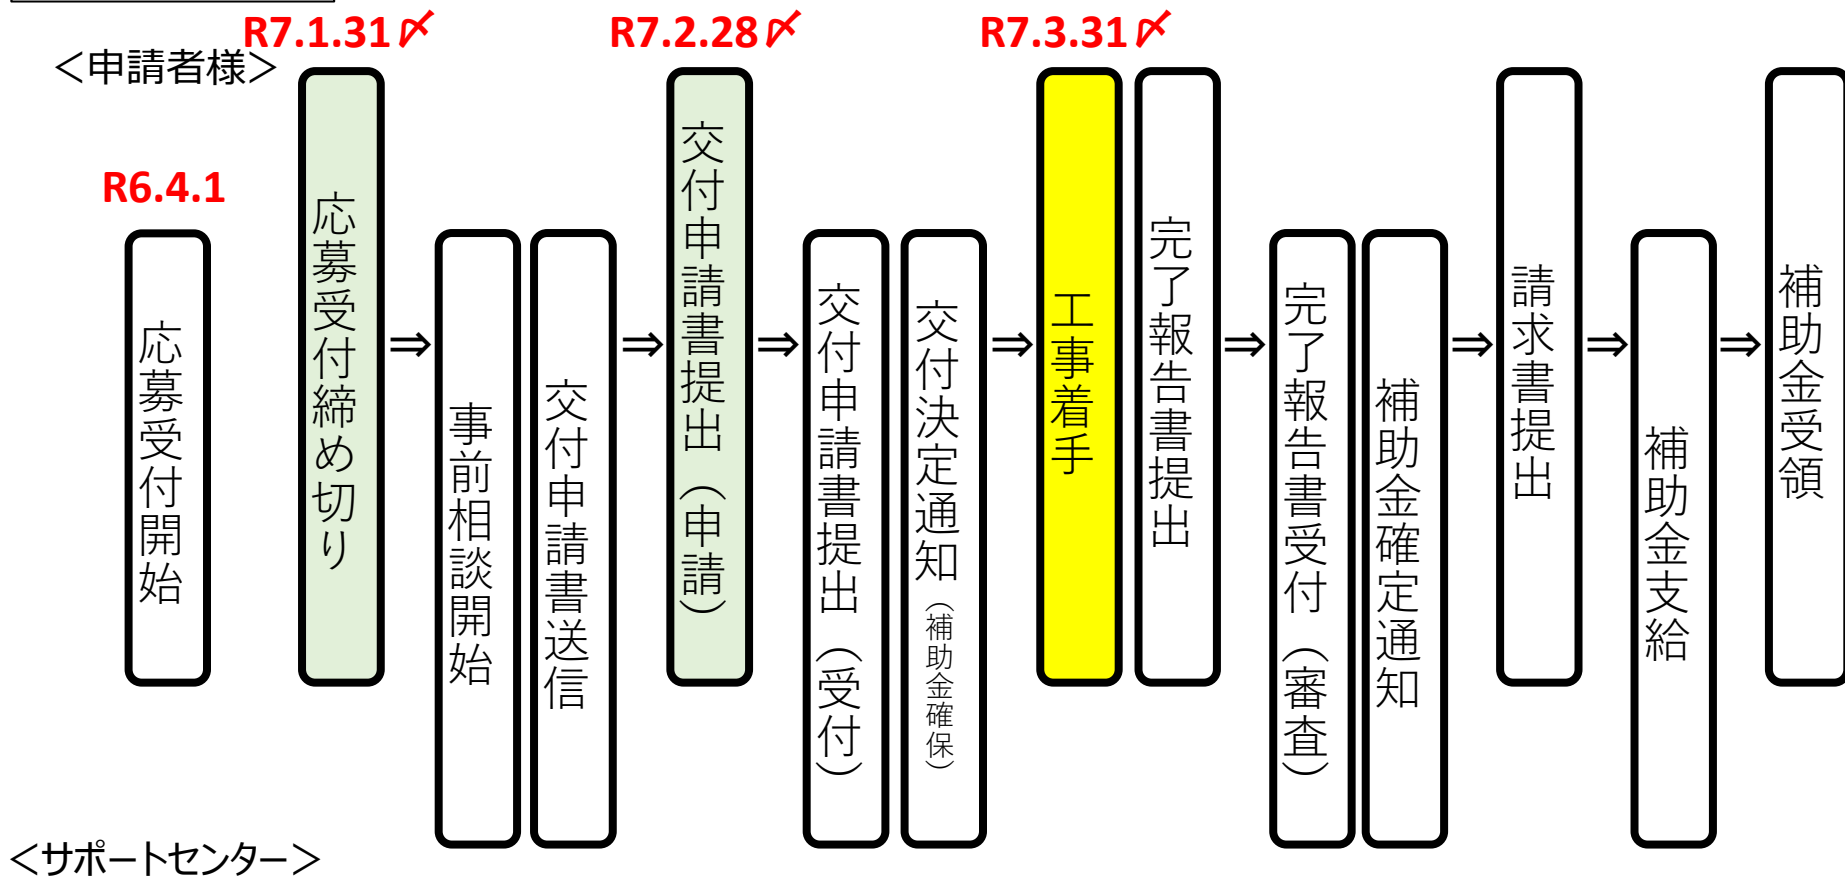 R7.1.31〆
R7.2.28〆
R7.3.31〆
＜申請者様＞
R6.4.1
応募受付開始
応募受付締め切り
⇒
事前相談開始
交付申請書送信
⇒
交付申請書提出（申請）
⇒
交付申請書提出（受付）
交付決定通知（補助金確保）
⇒
工事着手
完了報告書提出
⇒
完了報告書受付（審査）
補助金確定通知
⇒
請求書提出
⇒
補助金支給
⇒
補助金受領
＜サポートセンター＞